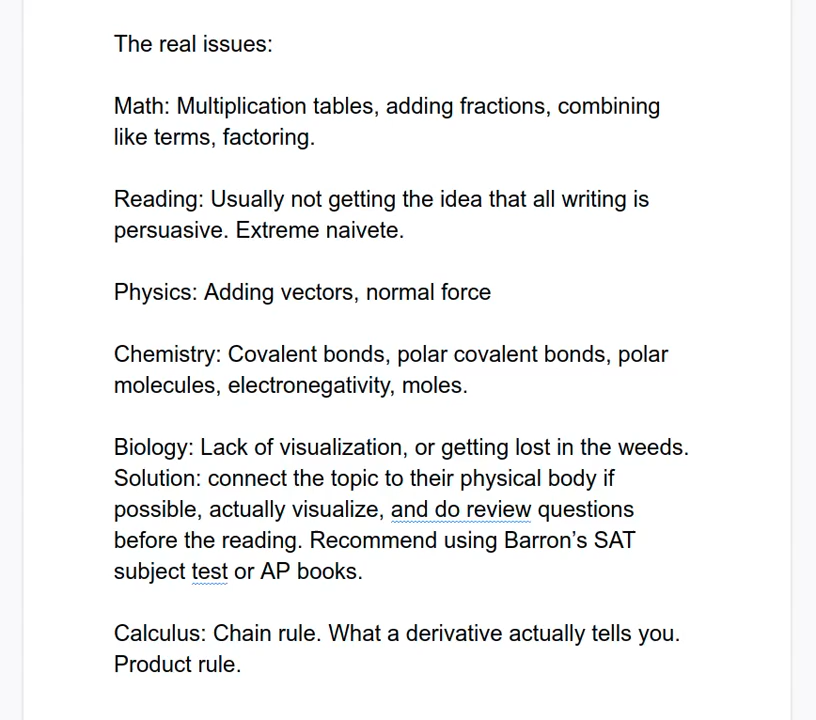 The real issues:
Math: Multiplication tables, adding fractions, combining
like terms, factoring.
Reading: Usually not getting the idea that all writing is
persuasive. Extreme naivete.
Physics: Adding vectors, normal force
Chemistry: Covalent bonds, polar covalent bonds, polar
molecules, electronegativity, moles.
Biology: Lack of visualization, or getting lost in the weeds.
Solution: connect the topic to their physical body if
possible, actually visualize, and do review questions
before the reading. Recommend using Barron’s SAT
subject test or AP books.
Calculus: Chain rule. What a derivative actually tells you.
Product rule.